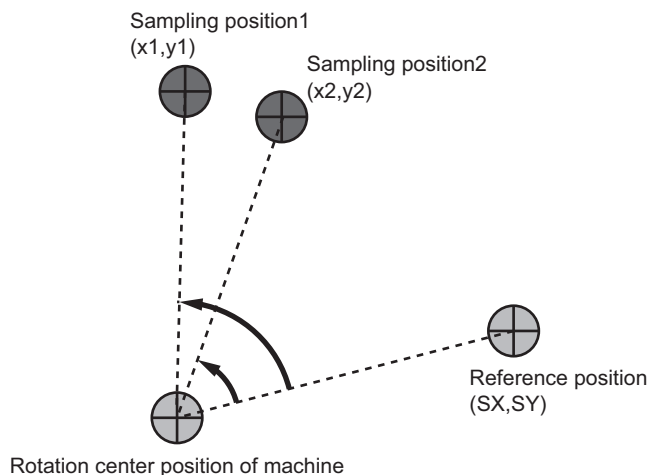 Sampling position1
(x1,y1)
Sampling position2
(x2,y2)
Reference position
(SX,SY)
Rotation center position of machine